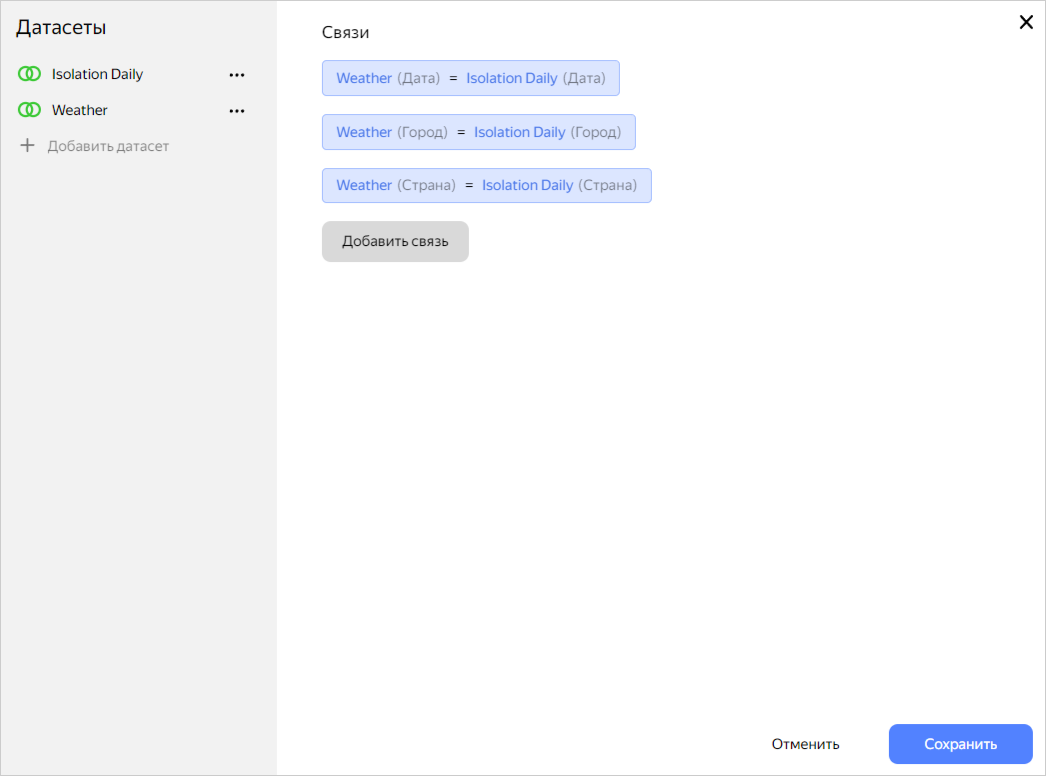 Датасеты
Isolation Daily
Weather
Добавить датасет
Связи
Weather (Дата) = Isolation Daily (Дата)
Weather (Город) = Isolation Daily (Город)
Weather (Страна) = Isolation Daily (Страна)
Добавить связь
Отменить
Сохранить